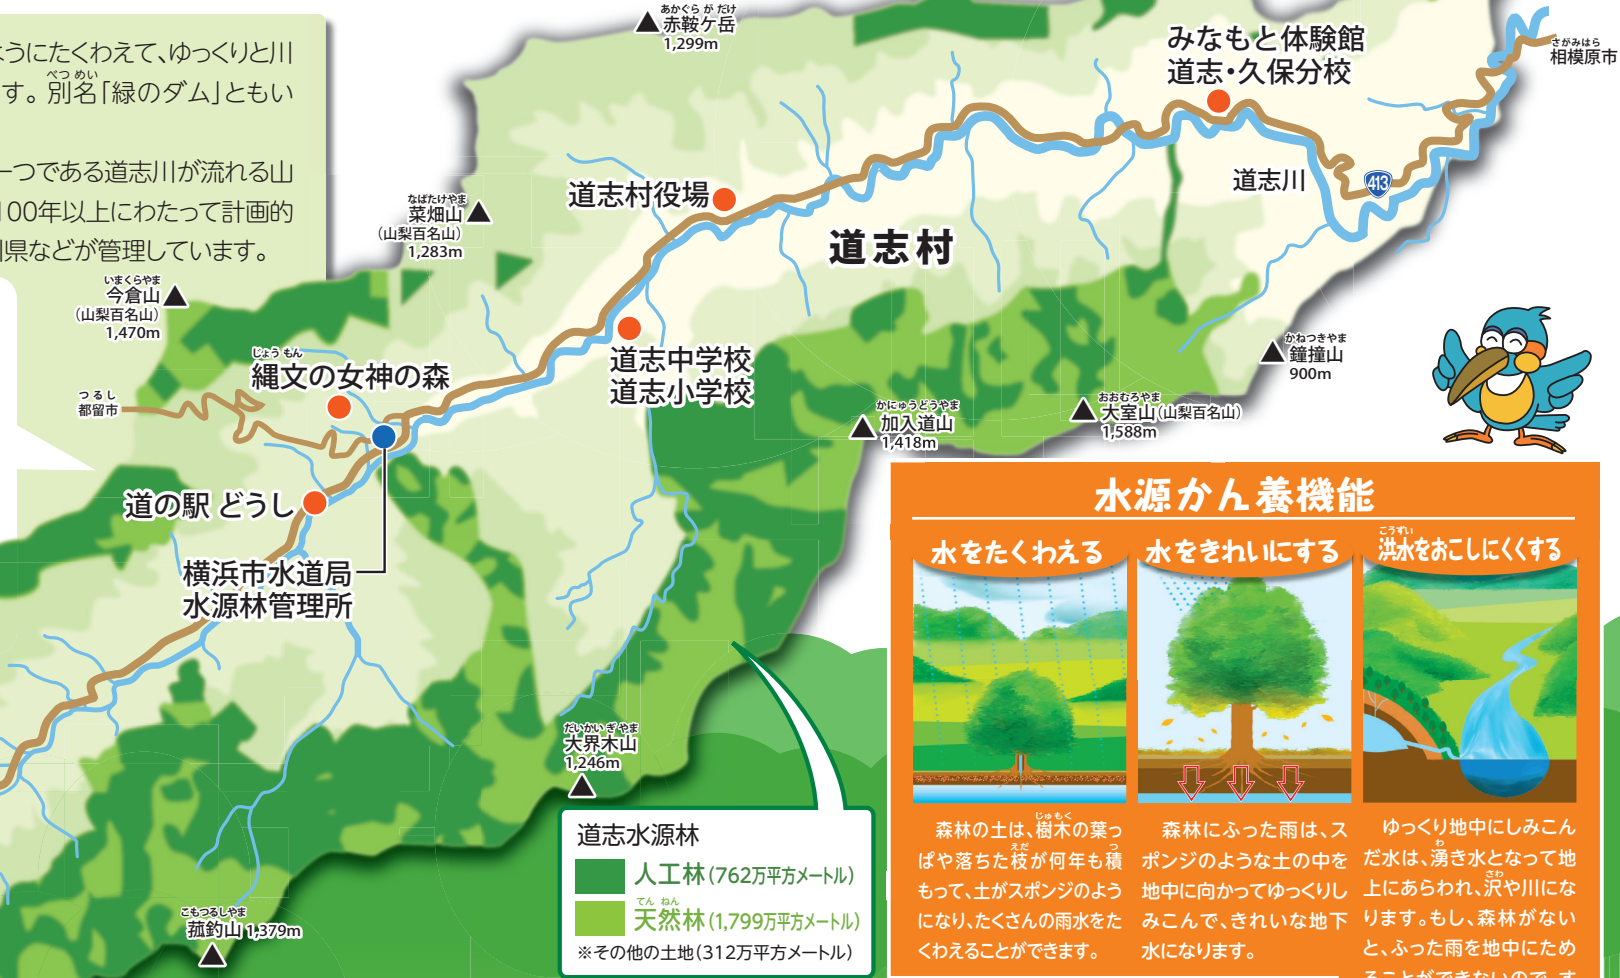 ようにたくわえて、ゆっくりと川
す。別名「緑のダム」ともい
べつめい
一つである道志川が流れる山
100年以上にわたって計画的
川県などが管理しています。
あかくらがだけ
赤鞍ケ岳
1,299m
みなもと体験館
道志・久保分校
さがみはら
相模原市
道志川
413
なばたけやま
菜畑山
(山梨百名山)
1,283m
道志村役場
道志村
いまくらやま
今倉山
(山梨百名山)
1,470m
じょうもん
縄文の女神の森
つるし
都留市
道志中学校
道志小学校
かねつきやま
鐘撞山
900m
おおむろやま
大室山(山梨百名山)
1,588m
かにゅうどうやま
加入道山
1,418m
道の駅 どうし
横浜市水道局
水源林管理所
だいかいぎやま
大界木山
1,246m
こもつるしやま
菰釣山 1,379m
道志水源林
人工林(762万平方メートル)
てんねん
天然林(1,799万平方メートル)
※その他の土地(312万平方メートル)
水源かん養機能
水をたくわえる
森林の土は、樹木の葉っ
じゅもく
ぱや落ちた枝が何年も積
えだ
つ
もって、土がスポンジのよう
になり、たくさんの雨水をた
くわえることができます。
水をきれいにする
森林にふった雨は、ス
ポンジのような土の中を
地中に向かってゆっくりし
みこんで、きれいな地下
水になります。
こうずい
洪水をおこしにくくする
ゆっくり地中にしみこん
だ水は、湧き水となって地
わ
上にあらわれ、沢や川にな
さわ
ります。もし、森林がない
と、ふった雨を地中にため
ることができないので、す